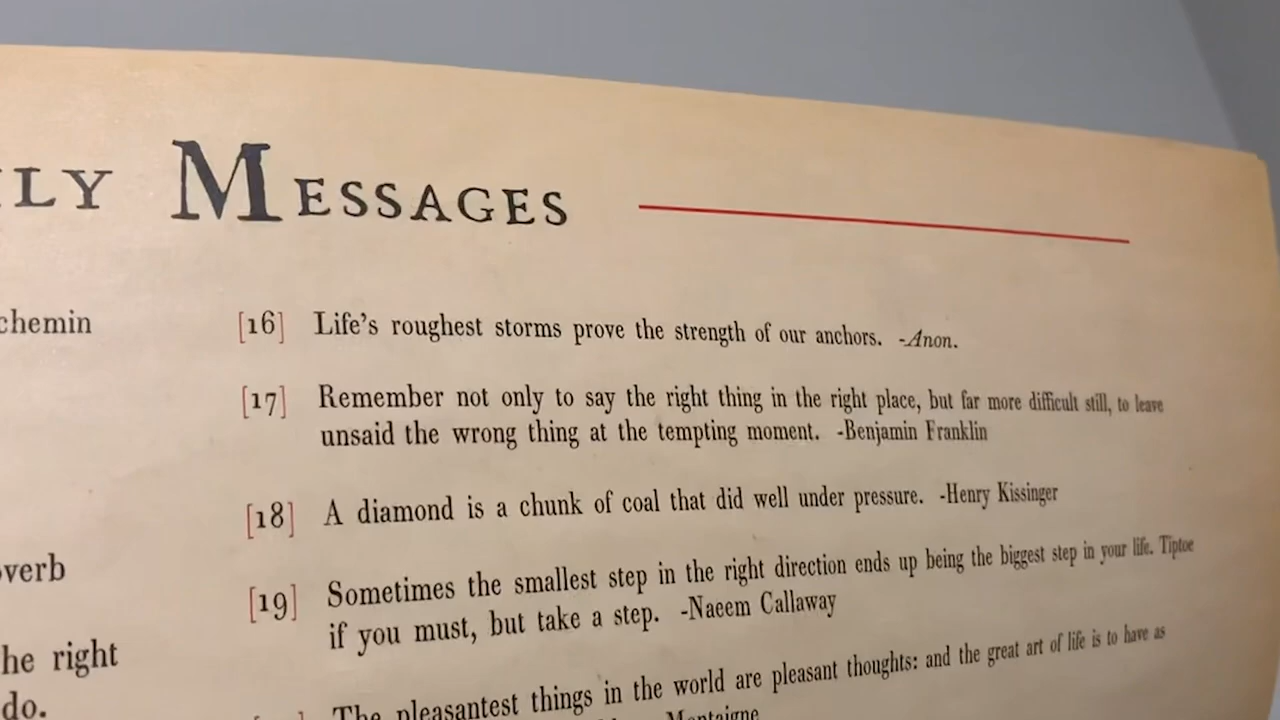 LY MESSAGES
chemin
verb
he right
do.
[16] Life's roughest storms prove the strength of our anchors. -Anon.
[17] Remember not only to say the right thing in the right place, but far more difficult still, to leave
unsaid the wrong thing at the tempting moment. -Benjamin Franklin
[18] A diamond is a chunk of coal that did well under pressure. -Henry Kissinger
[19] Sometimes the smallest step in the right direction ends up being the biggest step in your life. Tiptoe
if you must, but take a step. -Naeem Callaway
The pleasantest things in the world are pleasant thoughts: and the great art of life is to have as
Montaigne